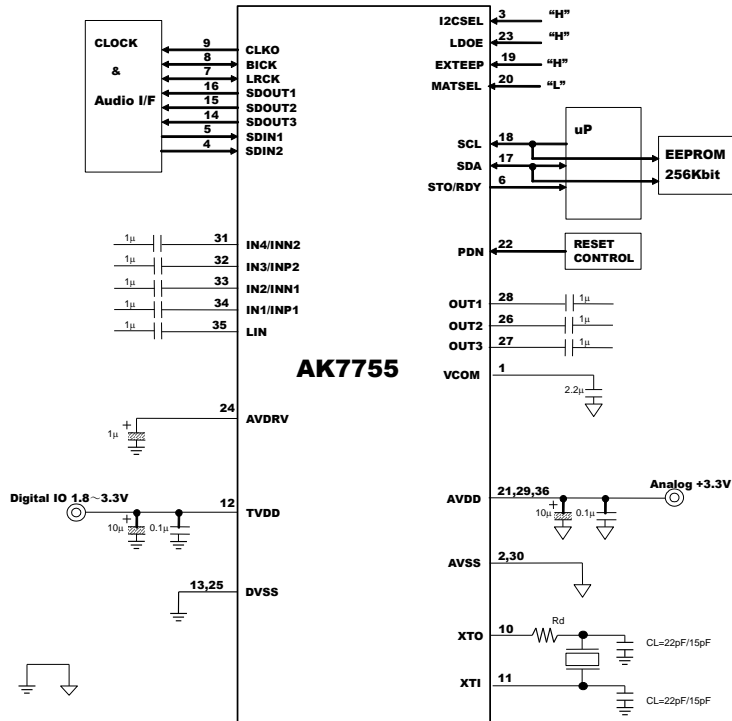 CLOCK
&
Audio I/F
9 CLKO
8 BICK
7 LRCK
16 SDOUT1
15 SDOUT2
14 SDOUT3
5 SDIN1
4 SDIN2
I2CSEL 3 “H”
LDOE 23 “H”
EXTEEP 19 “H”
MATSEL 20 “L”
SCL 18
SDA 17
STO/RDY 6
uP
EEPROM
256Kbit
PDN 22
RESET
CONTROL
1µ 31 IN4/INN2
1µ 32 IN3/INP2
1µ 33 IN2/INN1
1µ 34 IN1/INP1
1µ 35 LIN
OUT1 28 1µ
OUT2 26 1µ
OUT3 27 1µ
AK7755
VCOM 1
2.2µ
24 AVDRV
+
1µ
Digital IO 1.8~3.3V
12 TVDD
+
10µ 0.1µ
AVDD 21,29,36
Analog +3.3V
+
10µ 0.1µ
AVSS 2,30
13,25 DVSS
XTO 10
Rd
CL=22pF/15pF
XTI 11
CL=22pF/15pF